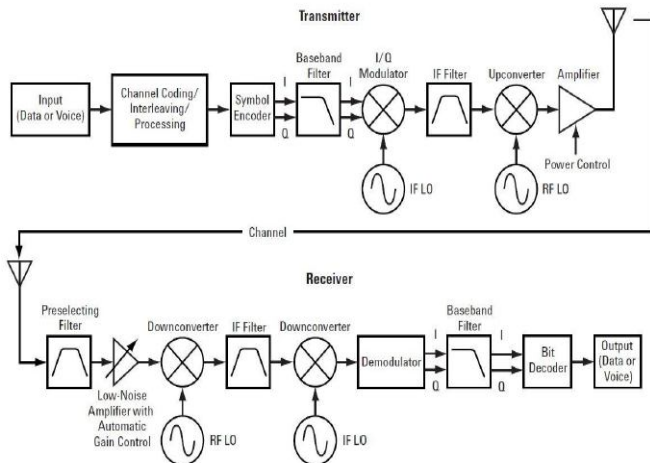 Transmitter
Input
(Data or Voice)
Channel Coding/
Interleaving/
Processing
Symbol
Encoder
I
Q
Baseband
Filter
I
Q
I/Q
Modulator
IF LO
IF Filter
Upconverter
RF LO
Amplifier
Power Control
Channel
Receiver
Preselecting
Filter
Low-Noise
Amplifier with
Automatic
Gain Control
Downconverter
RF LO
IF Filter
Downconverter
IF LO
Demodulator
I
Q
Baseband
Filter
I
Q
Bit
Decoder
Output
(Data or
Voice)